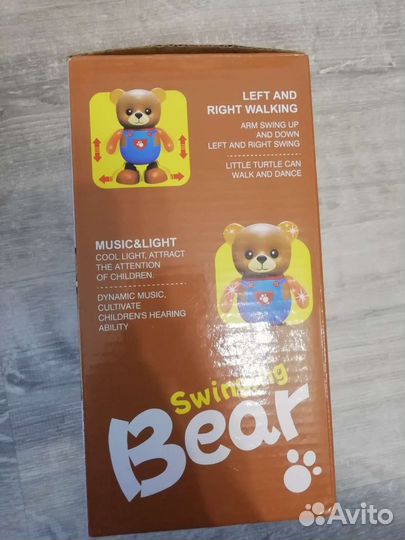 LEFT AND
RIGHT WALKING
ARM SWING UP
AND DOWN
LEFT AND RIGHT SWING
LITTLE TURTLE CAN
WALK AND DANCE
MUSIC&LIGHT
COOL LIGHT, ATTRACT
THE ATTENTION
OF CHILDREN.
DYNAMIC MUSIC,
CULTIVATE
CHILDREN'S HEARING
ABILITY
Swinging
Bear
Avito